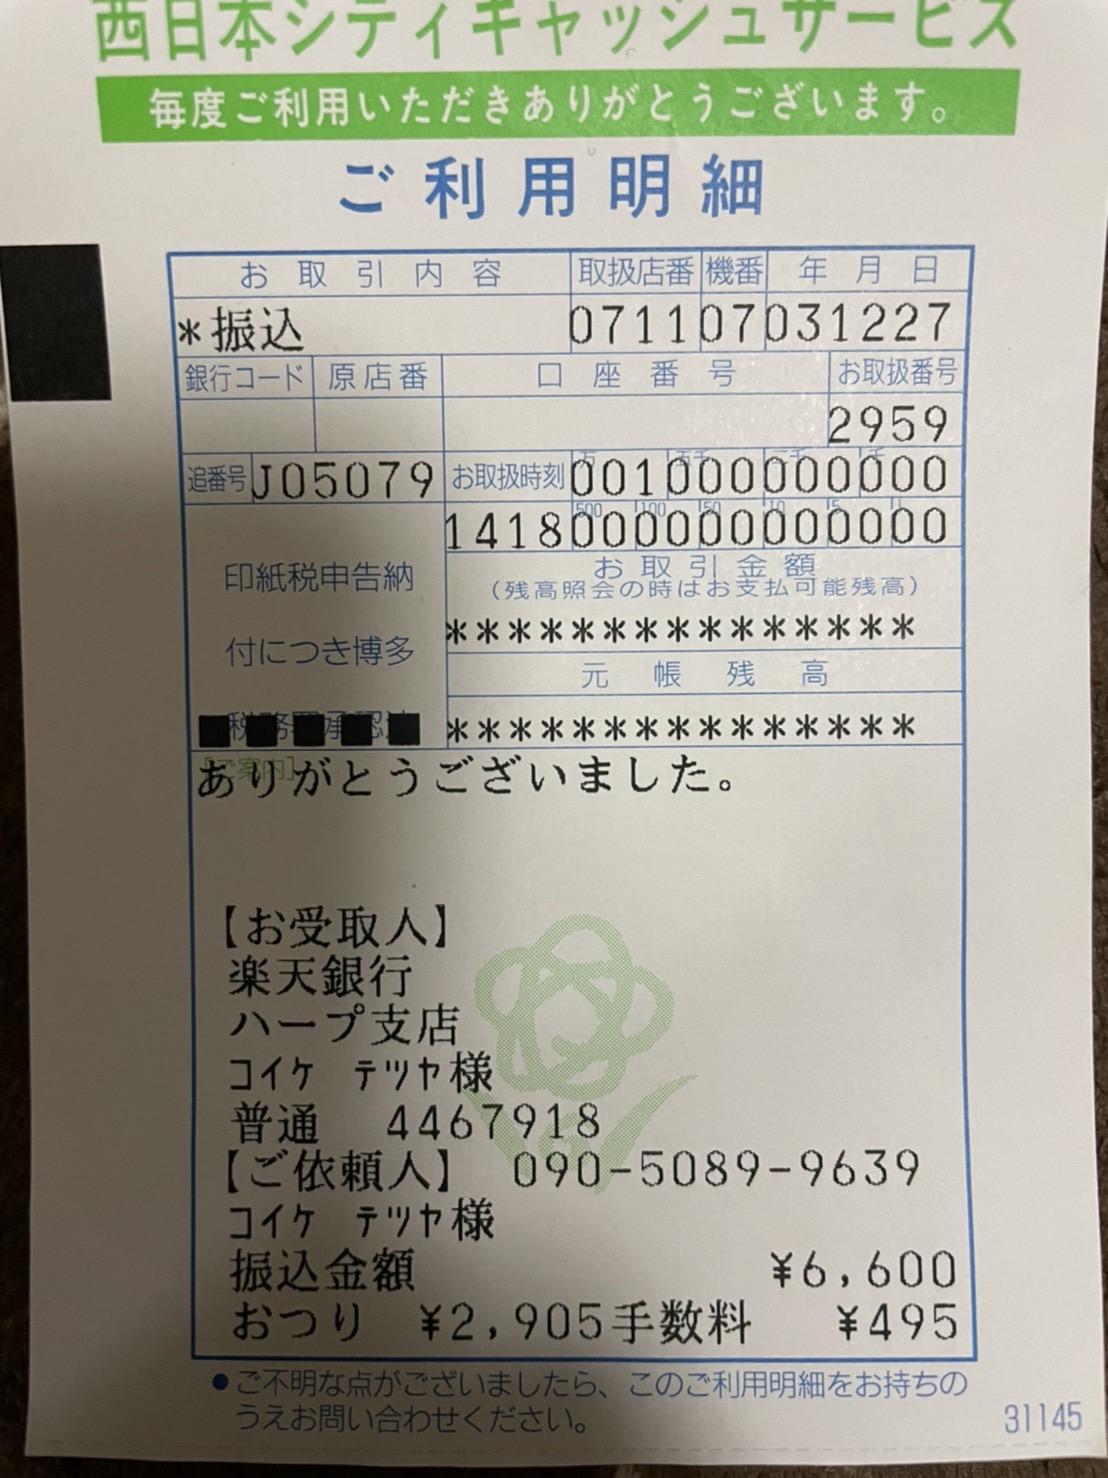 西日本シティキャッシュサービス
毎度ご利用いただきありがとうございます。
ご利用明細
お取引内容 取扱店番 機番 年月日
*振込 0711 07 031227
銀行コード 原店番 口座番号 お取扱番号
2959
追番号 J05079 お取扱時刻 001000000000
1418 000000000000
印紙税申告納
付につき博多
税務署承認済
お取引金額
(残高照会の時はお支払可能残高)
***************
元帳残高
***************
[ご案内]
ありがとうございました。
【お受取人】
楽天銀行
ハープ支店
コイケ テツヤ様
普通 4467918
【ご依頼人】 090-5089-9639
コイケ テツヤ様
振込金額 ¥6,600
おつり ¥2,905手数料 ¥495
●ご不明な点がございましたら、このご利用明細をお持ちの
うえお問い合わせください。
31145